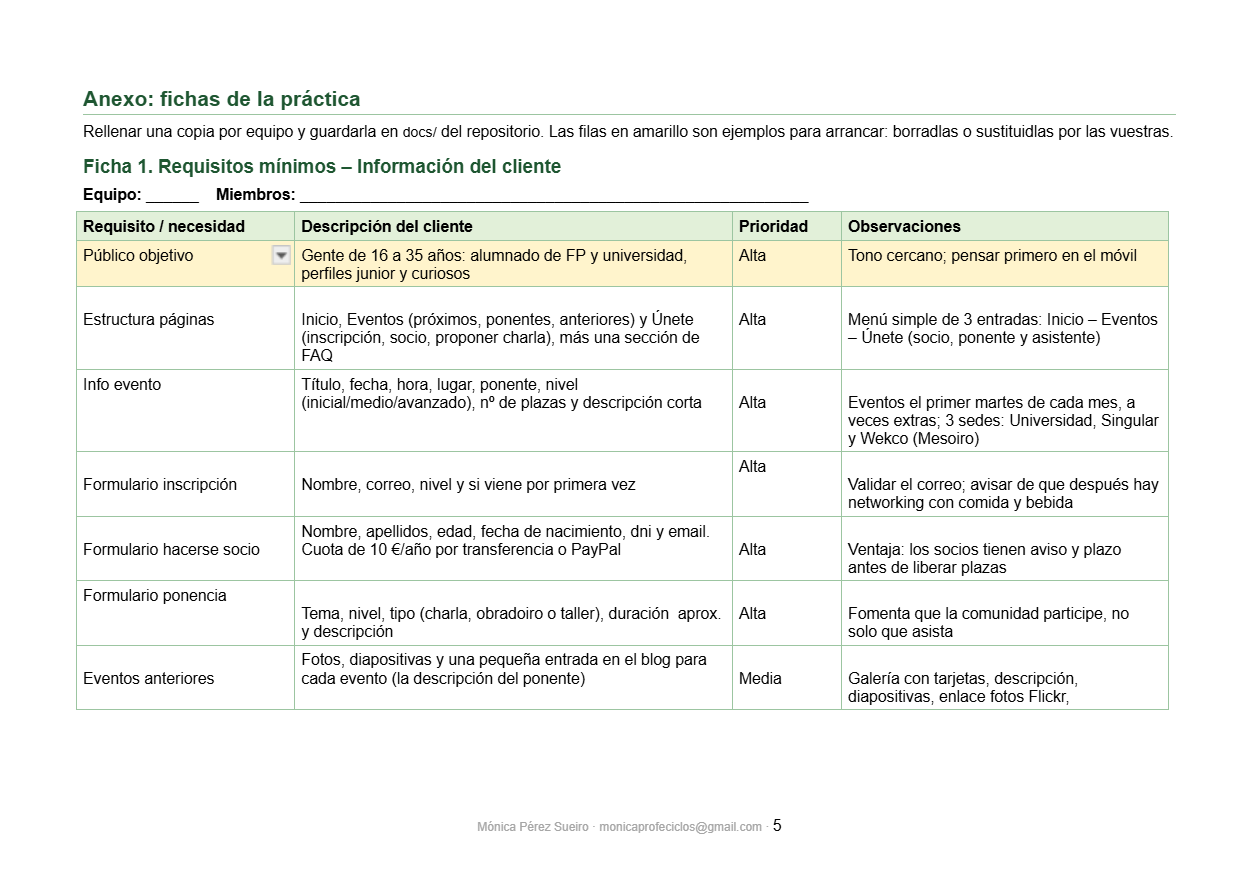 Anexo: fichas de la práctica
Rellenar una copia por equipo y guardarla en docs/ del repositorio. Las filas en amarillo son ejemplos para arrancar: borradlas o sustituidlas por las vuestras.
Ficha 1. Requisitos mínimos – Información del cliente
Equipo: ______ Miembros: __________________________________________________________
Requisito / necesidad
Descripción del cliente
Prioridad
Observaciones
Público objetivo
Gente de 16 a 35 años: alumnado de FP y universidad,
perfiles junior y curiosos
Alta
Tono cercano; pensar primero en el móvil
Estructura páginas
Inicio, Eventos (próximos, ponentes, anteriores) y Únete
(inscripción, socio, proponer charla), más una sección de
FAQ
Alta
Menú simple de 3 entradas: Inicio – Eventos
– Únete (socio, ponente y asistente)
Info evento
Título, fecha, hora, lugar, ponente, nivel
(inicial/medio/avanzado), nº de plazas y descripción corta
Alta
Eventos el primer martes de cada mes, a
veces extras; 3 sedes: Universidad, Singular
y Wekco (Mesoiro)
Formulario inscripción
Nombre, correo, nivel y si viene por primera vez
Alta
Validar el correo; avisar de que después hay
networking con comida y bebida
Formulario hacerse socio
Nombre, apellidos, edad, fecha de nacimiento, dni y email.
Cuota de 10 €/año por transferencia o PayPal
Alta
Ventaja: los socios tienen aviso y plazo
antes de liberar plazas
Formulario ponencia
Tema, nivel, tipo (charla, obradoiro o taller), duración aprox.
y descripción
Alta
Fomenta que la comunidad participe, no
solo que asista
Eventos anteriores
Fotos, diapositivas y una pequeña entrada en el blog para
cada evento (la descripción del ponente)
Media
Galería con tarjetas, descripción,
diapositivas, enlace fotos Flickr,
Mónica Pérez Sueiro · monicaprofeciclos@gmail.com · 5